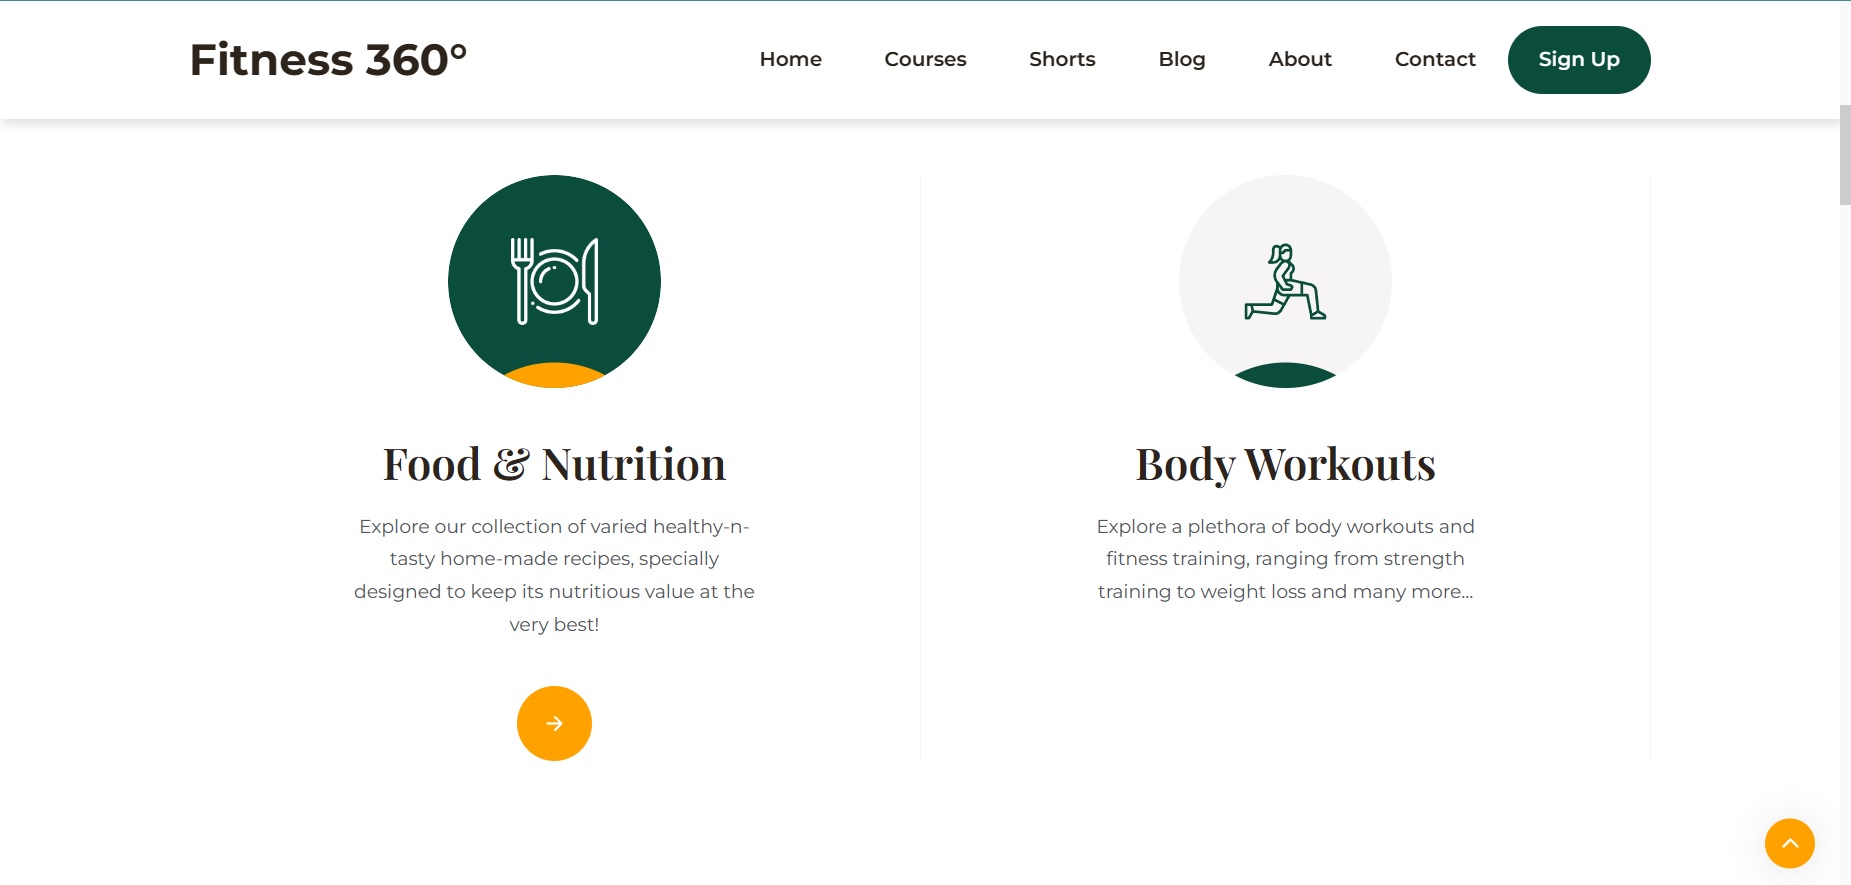 Fitness 360°
Home Courses Shorts Blog About Contact Sign Up
Food & Nutrition
Explore our collection of varied healthy-n-
tasty home-made recipes, specially
designed to keep its nutritious value at the
very best!
Body Workouts
Explore a plethora of body workouts and
fitness training, ranging from strength
training to weight loss and many more...